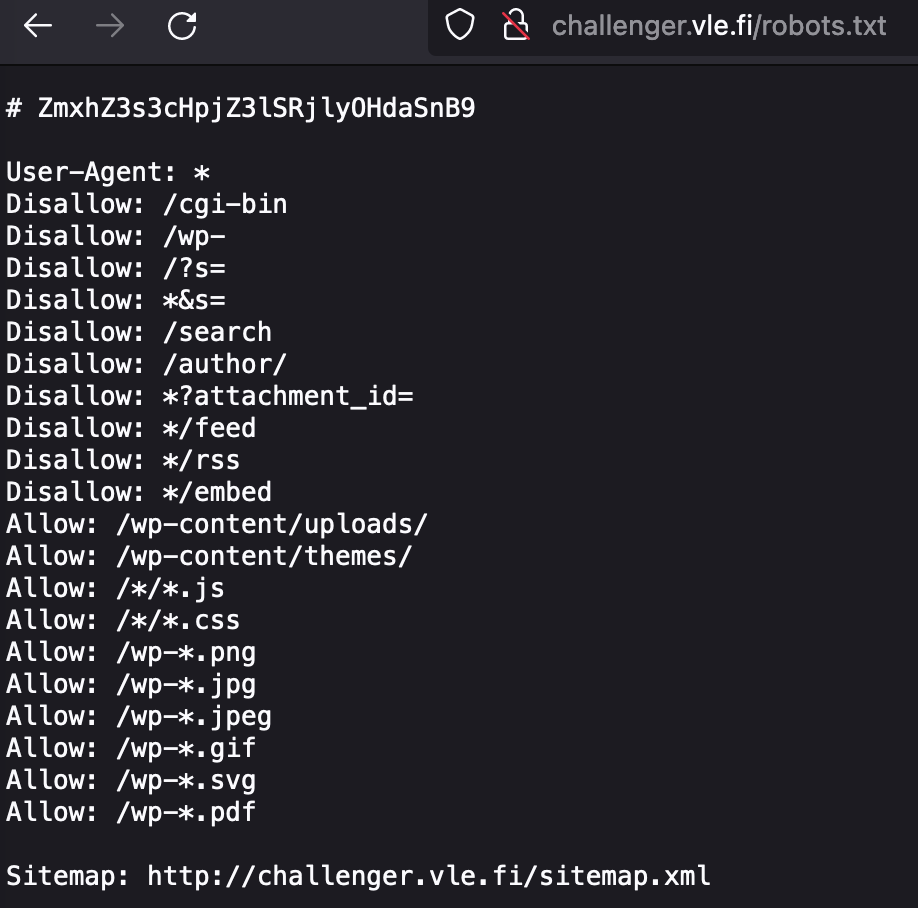 challenger.vle.fi/robots.txt
# ZmxhZ3s3cHpjZ3lSRjlyOHdaSnB9
User-Agent: *
Disallow: /cgi-bin
Disallow: /wp-
Disallow: /?s=
Disallow: *&s=
Disallow: /search
Disallow: /author/
Disallow: *?attachment_id=
Disallow: */feed
Disallow: */rss
Disallow: */embed
Allow: /wp-content/uploads/
Allow: /wp-content/themes/
Allow: /*/*.js
Allow: /*/*.css
Allow: /wp-*.png
Allow: /wp-*.jpg
Allow: /wp-*.jpeg
Allow: /wp-*.gif
Allow: /wp-*.svg
Allow: /wp-*.pdf
Sitemap: http://challenger.vle.fi/sitemap.xml